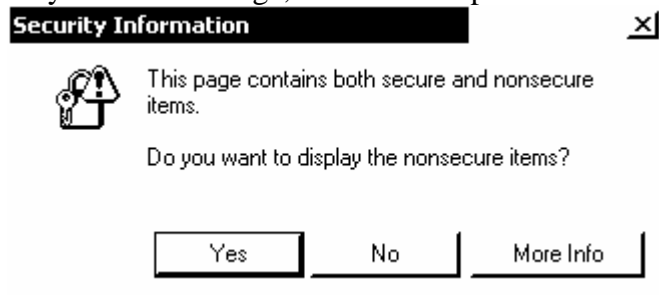 Security Information
This page contains both secure and nonsecure
items.
Do you want to display the nonsecure items?
Yes No More Info